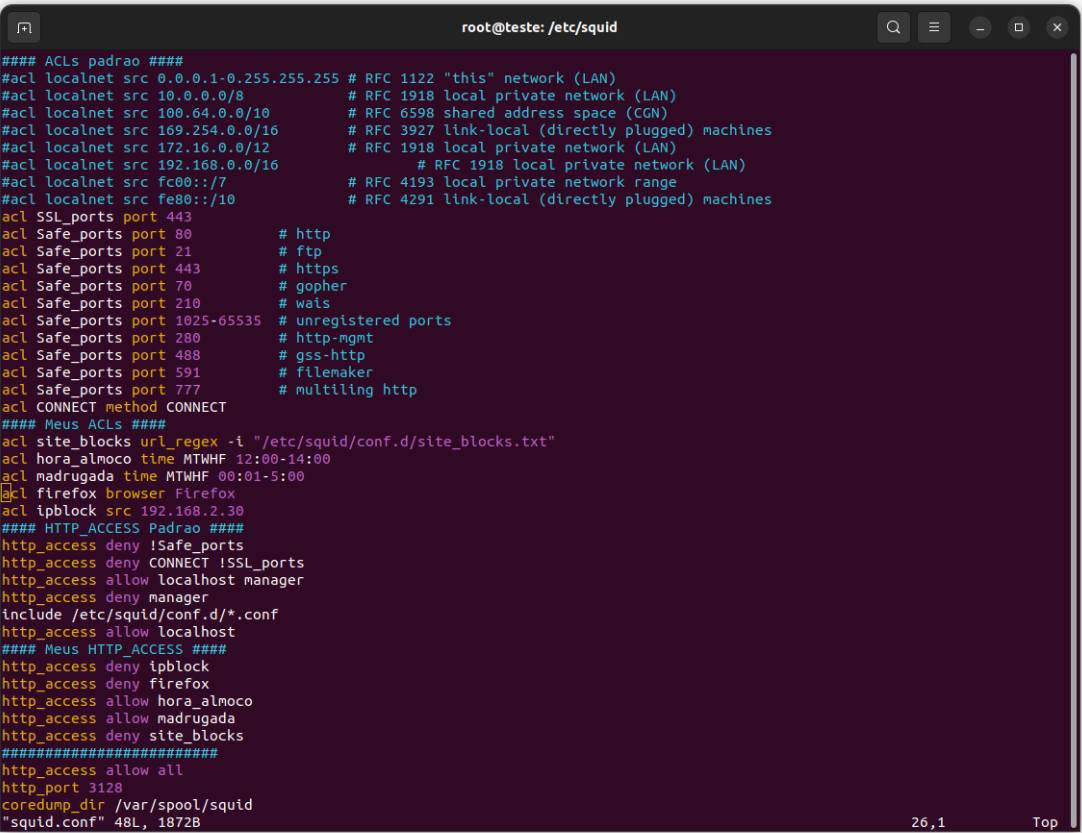 root@teste: /etc/squid
#### ACLs padrao ####
#acl localnet src 0.0.0.1-0.255.255.255 # RFC 1122 "this" network (LAN)
#acl localnet src 10.0.0.0/8            # RFC 1918 local private network (LAN)
#acl localnet src 100.64.0.0/10         # RFC 6598 shared address space (CGN)
#acl localnet src 169.254.0.0/16        # RFC 3927 link-local (directly plugged) machines
#acl localnet src 172.16.0.0/12         # RFC 1918 local private network (LAN)
#acl localnet src 192.168.0.0/16                # RFC 1918 local private network (LAN)
#acl localnet src fc00::/7              # RFC 4193 local private network range
#acl localnet src fe80::/10             # RFC 4291 link-local (directly plugged) machines
acl SSL_ports port 443
acl Safe_ports port 80          # http
acl Safe_ports port 21          # ftp
acl Safe_ports port 443         # https
acl Safe_ports port 70          # gopher
acl Safe_ports port 210         # wais
acl Safe_ports port 1025-65535  # unregistered ports
acl Safe_ports port 280         # http-mgmt
acl Safe_ports port 488         # gss-http
acl Safe_ports port 591         # filemaker
acl Safe_ports port 777         # multiling http
acl CONNECT method CONNECT
#### Meus ACLs ####
acl site_blocks url_regex -i "/etc/squid/conf.d/site_blocks.txt"
acl hora_almoco time MTWHF 12:00-14:00
acl madrugada time MTWHF 00:01-5:00
acl firefox browser Firefox
acl ipblock src 192.168.2.30
#### HTTP_ACCESS Padrao ####
http_access deny !Safe_ports
http_access deny CONNECT !SSL_ports
http_access allow localhost manager
http_access deny manager
include /etc/squid/conf.d/*.conf
http_access allow localhost
#### Meus HTTP_ACCESS ####
http_access deny ipblock
http_access deny firefox
http_access allow hora_almoco
http_access allow madrugada
http_access deny site_blocks
#########################
http_access allow all
http_port 3128
coredump_dir /var/spool/squid
"squid.conf" 48L, 1872B 26,1 Top